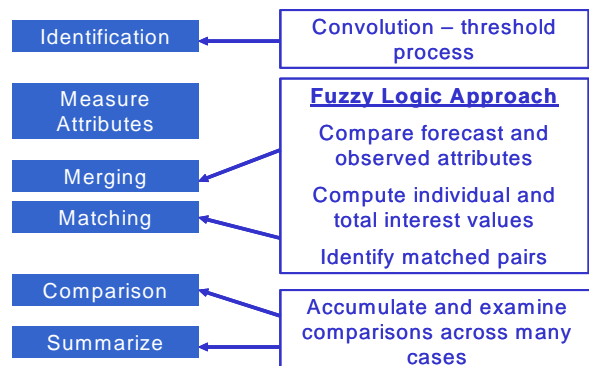 Identification
Convolution – threshold
process
Measure
Attributes
Merging
Matching
Fuzzy Logic Approach
Compare forecast and
observed attributes
Compute individual and
total interest values
Identify matched pairs
Comparison
Summarize
Accumulate and examine
comparisons across many
cases